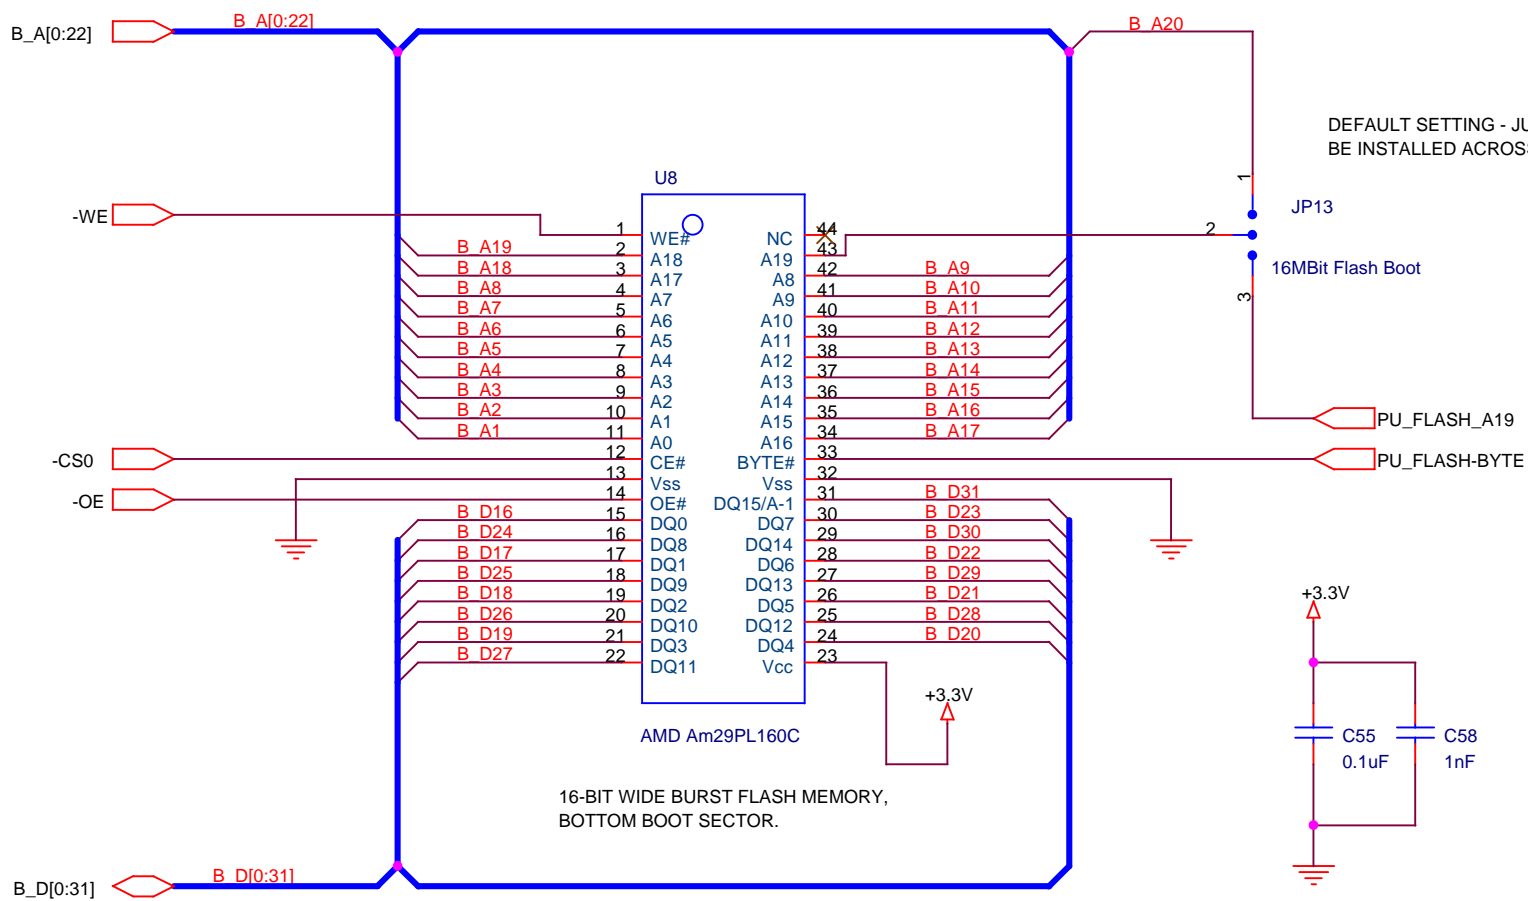 B_A[0:22]
B_A[0:22]
B_A20
DEFAULT SETTING - JU
BE INSTALLED ACROSS
U8
-WE
1
JP13
2
16MBit Flash Boot
3
1 WE# NC 44
B_A19 2 A18 A19 43
B_A18 3 A17 A8 42 B_A9
B_A8 4 A7 A9 41 B_A10
B_A7 5 A6 A10 40 B_A11
B_A6 6 A5 A11 39 B_A12
B_A5 7 A4 A12 38 B_A13
B_A4 8 A3 A13 37 B_A14
B_A3 9 A2 A14 36 B_A15
B_A2 10 A1 A15 35 B_A16
B_A1 11 A0 A16 34 B_A17
PU_FLASH_A19
-CS0 12 CE# BYTE# 33 PU_FLASH-BYTE
13 Vss Vss 32
-OE 14 OE# DQ15/A-1 31 B_D31
B_D16 15 DQ0 DQ7 30 B_D23
B_D24 16 DQ8 DQ14 29 B_D30
B_D17 17 DQ1 DQ6 28 B_D22
B_D25 18 DQ9 DQ13 27 B_D29
B_D18 19 DQ2 DQ5 26 B_D21
B_D26 20 DQ10 DQ12 25 B_D28
B_D19 21 DQ3 DQ4 24 B_D20
B_D27 22 DQ11 Vcc 23
+3.3V
+3.3V
AMD Am29PL160C
C55
0.1uF
C58
1nF
16-BIT WIDE BURST FLASH MEMORY,
BOTTOM BOOT SECTOR.
B_D[0:31]
B_D[0:31]